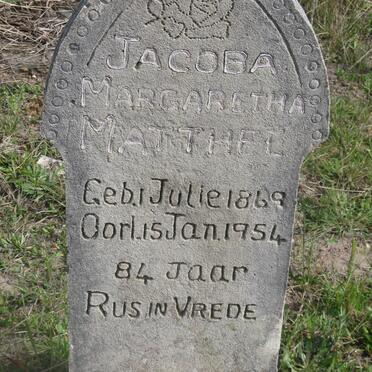 JACOBA
MARGARETHA
MATTHEE
GEB.1 JULIE 1869
OORL.15 JAN.1954
84 JAAR
RUS IN VREDE